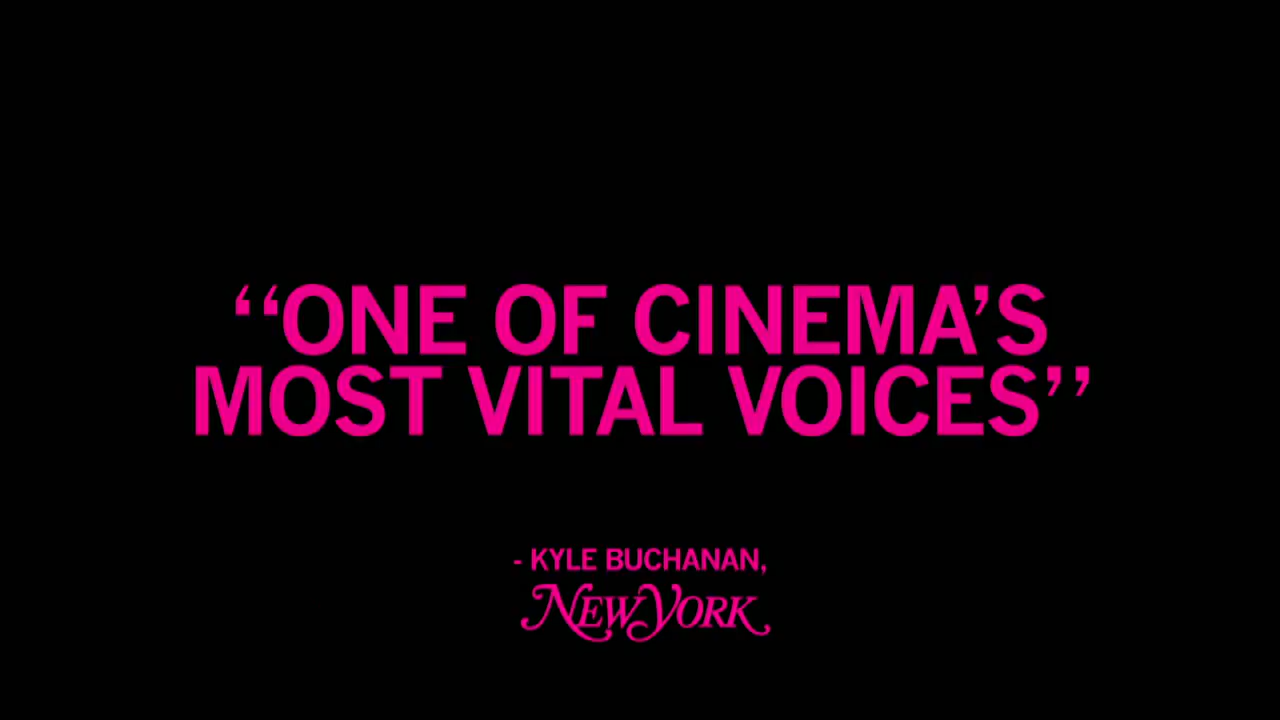 ‘‘ONE OF CINEMA’S
MOST VITAL VOICES’’
- KYLE BUCHANAN,
NEW YORK